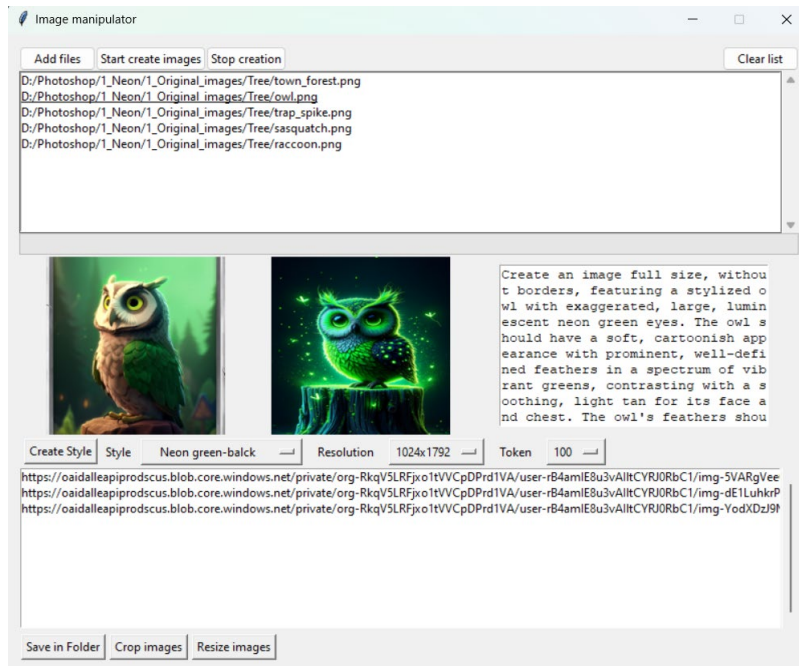 Image manipulator
Add files Start create images Stop creation Clear list
D:/Photoshop/1_Neon/1_Original_images/Tree/town_forest.png
D:/Photoshop/1_Neon/1_Original_images/Tree/owl.png
D:/Photoshop/1_Neon/1_Original_images/Tree/trap_spike.png
D:/Photoshop/1_Neon/1_Original_images/Tree/sasquatch.png
D:/Photoshop/1_Neon/1_Original_images/Tree/raccoon.png
Create an image full size, withou
t borders, featuring a stylized o
wl with exaggerated, large, lumin
escent neon green eyes. The owl s
hould have a soft, cartoonish app
earance with prominent, well-defi
ned feathers in a spectrum of vib
rant greens, contrasting with a s
oothing, light tan for its face a
nd chest. The owl's feathers shou
Create Style Style Neon green-balck Resolution 1024x1792 Token 100
https://oaidalleapiprodscus.blob.core.windows.net/private/org-RkqV5LRFjxo1tVVCpDPrd1VA/user-rB4amlE8u3vAlltCYRJ0RbC1/img-5VARgVee
https://oaidalleapiprodscus.blob.core.windows.net/private/org-RkqV5LRFjxo1tVVCpDPrd1VA/user-rB4amlE8u3vAlltCYRJ0RbC1/img-dE1LuhkrP
https://oaidalleapiprodscus.blob.core.windows.net/private/org-RkqV5LRFjxo1tVVCpDPrd1VA/user-rB4amlE8u3vAlltCYRJ0RbC1/img-YodXDzJ9N
Save in Folder Crop images Resize images